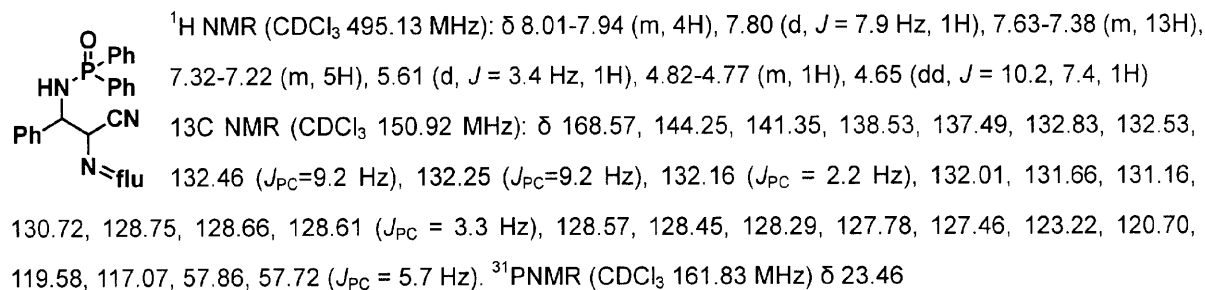 ¹H NMR (CDCl₃ 495.13 MHz): δ 8.01-7.94 (m, 4H), 7.80 (d, J = 7.9 Hz, 1H), 7.63-7.38 (m, 13H),
7.32-7.22 (m, 5H), 5.61 (d, J = 3.4 Hz, 1H), 4.82-4.77 (m, 1H), 4.65 (dd, J = 10.2, 7.4, 1H)
13C NMR (CDCl₃ 150.92 MHz): δ 168.57, 144.25, 141.35, 138.53, 137.49, 132.83, 132.53,
132.46 (J_PC=9.2 Hz), 132.25 (J_PC=9.2 Hz), 132.16 (J_PC = 2.2 Hz), 132.01, 131.66, 131.16,
130.72, 128.75, 128.66, 128.61 (J_PC = 3.3 Hz), 128.57, 128.45, 128.29, 127.78, 127.46, 123.22, 120.70,
119.58, 117.07, 57.86, 57.72 (J_PC = 5.7 Hz). ³¹PNMR (CDCl₃ 161.83 MHz) δ 23.46
O
P
Ph
HN
Ph
Ph
CN
N
flu